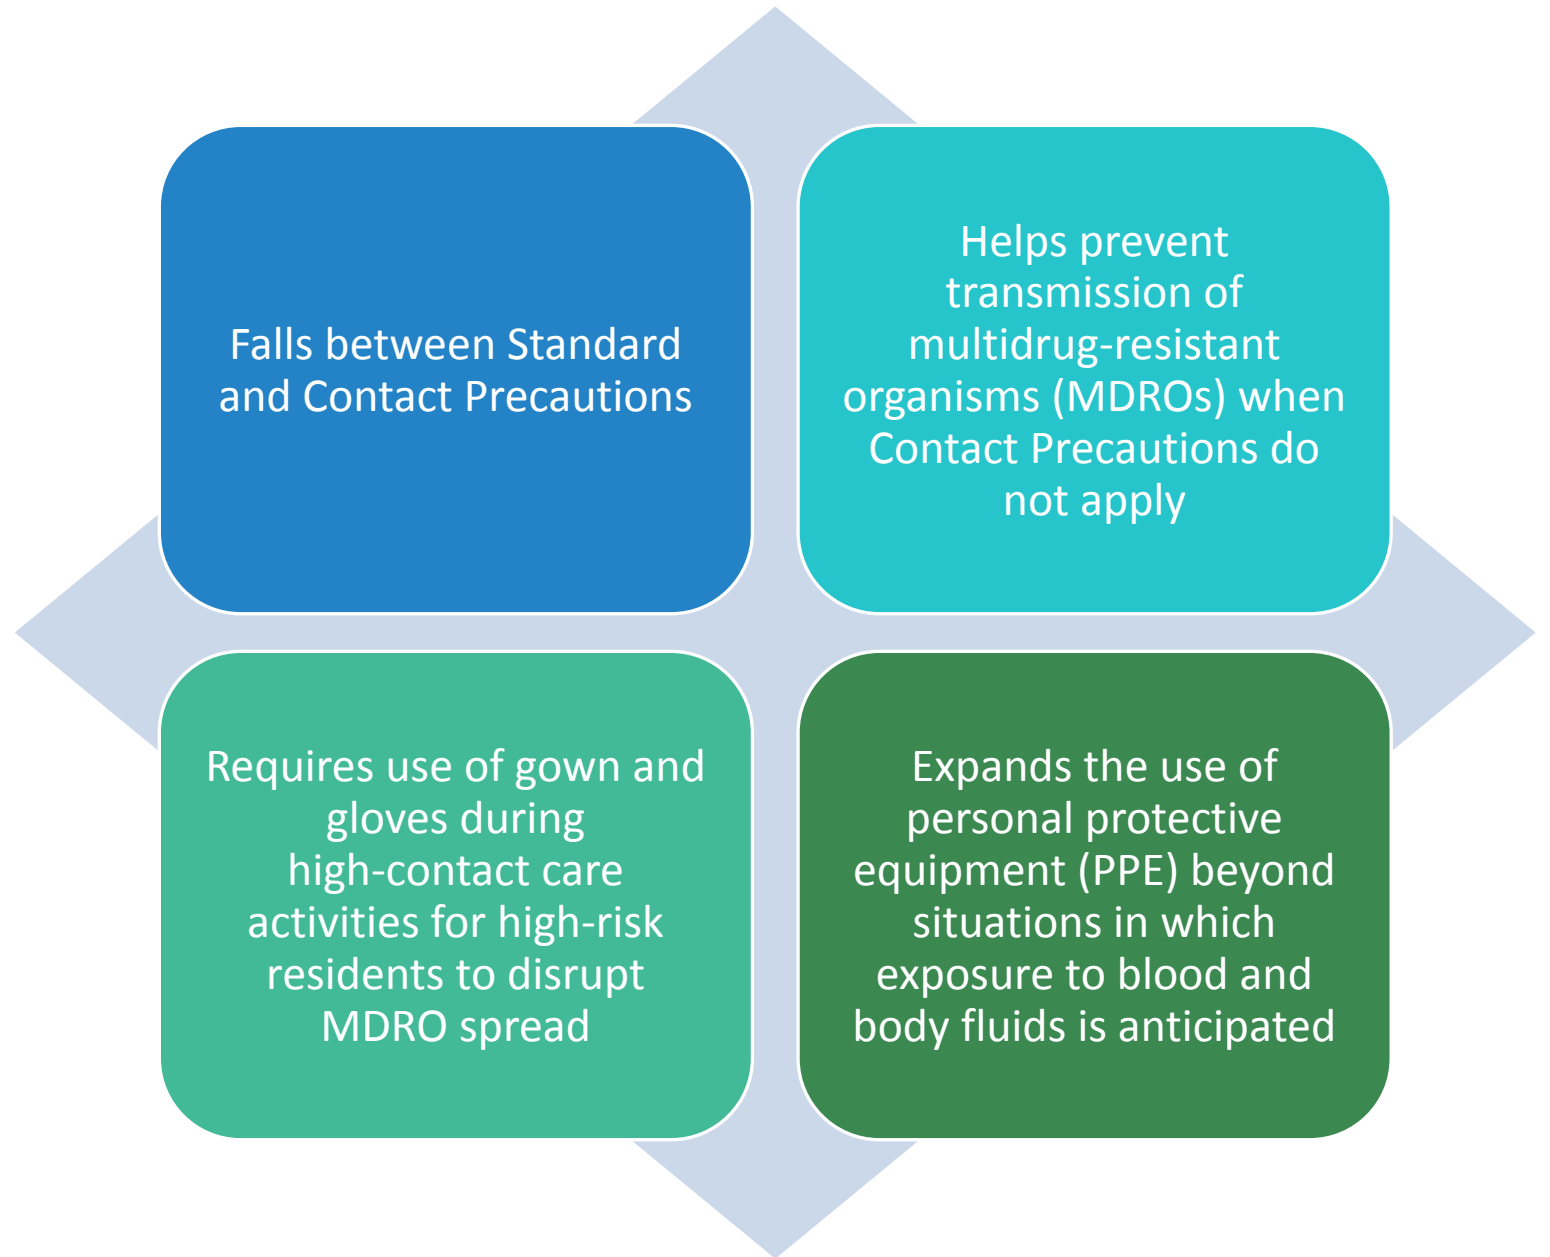 Falls between Standard
and Contact Precautions
Helps prevent
transmission of
multidrug-resistant
organisms (MDROs) when
Contact Precautions do
not apply
Requires use of gown and
gloves during
high-contact care
activities for high-risk
residents to disrupt
MDRO spread
Expands the use of
personal protective
equipment (PPE) beyond
situations in which
exposure to blood and
body fluids is anticipated